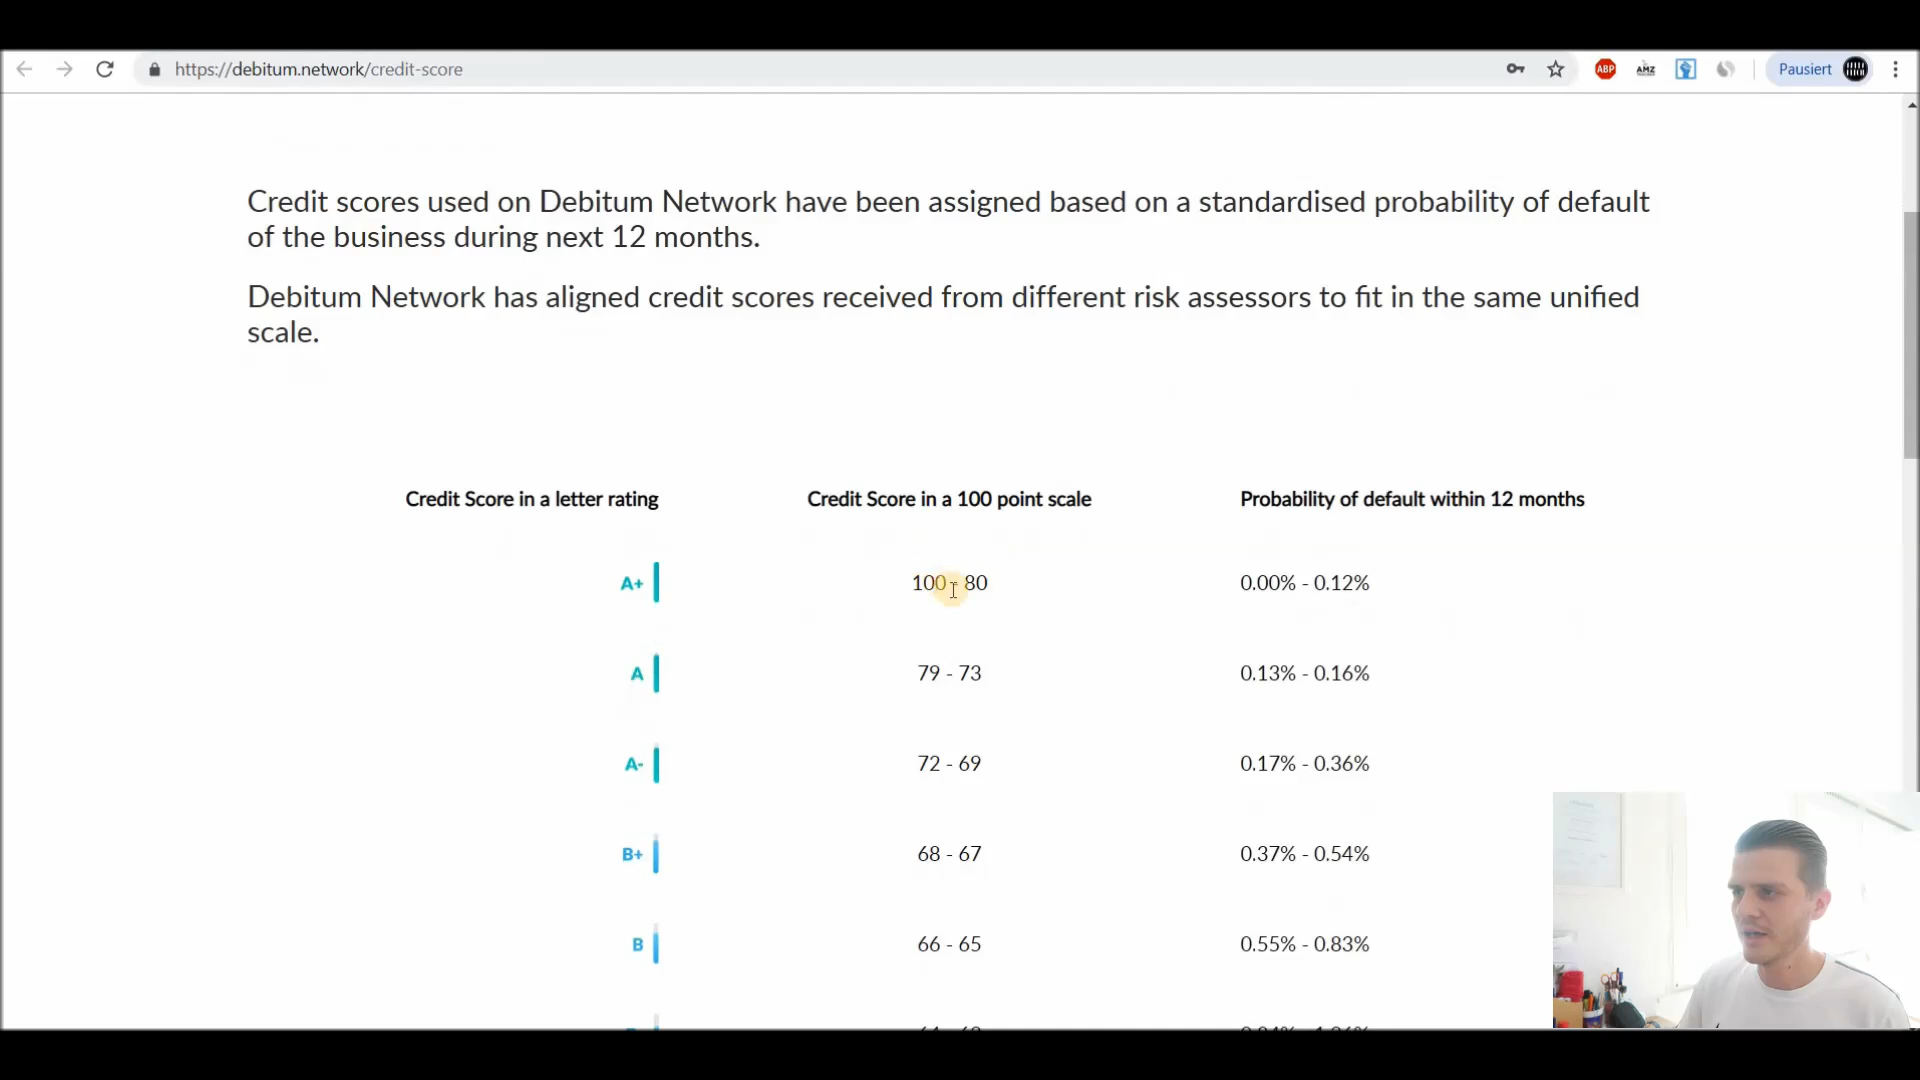 https://debitum.network/credit-score
ABP
AMZ
Pausiert
Credit scores used on Debitum Network have been assigned based on a standardised probability of default
of the business during next 12 months.
Debitum Network has aligned credit scores received from different risk assessors to fit in the same unified
scale.
Credit Score in a letter rating Credit Score in a 100 point scale Probability of default within 12 months
A+ 100 - 80 0.00% - 0.12%
A 79 - 73 0.13% - 0.16%
A- 72 - 69 0.17% - 0.36%
B+ 68 - 67 0.37% - 0.54%
B 66 - 65 0.55% - 0.83%